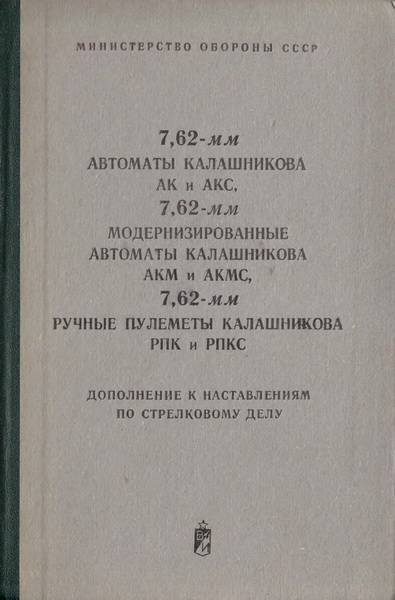 МИНИСТЕРСТВО ОБОРОНЫ СССР
7,62-мм
АВТОМАТЫ КАЛАШНИКОВА
АК и АКС,
7,62-мм
МОДЕРНИЗИРОВАННЫЕ
АВТОМАТЫ КАЛАШНИКОВА
АКМ и АКМС,
7,62-мм
РУЧНЫЕ ПУЛЕМЕТЫ КАЛАШНИКОВА
РПК и РПКС
ДОПОЛНЕНИЕ К НАСТАВЛЕНИЯМ
ПО СТРЕЛКОВОМУ ДЕЛУ